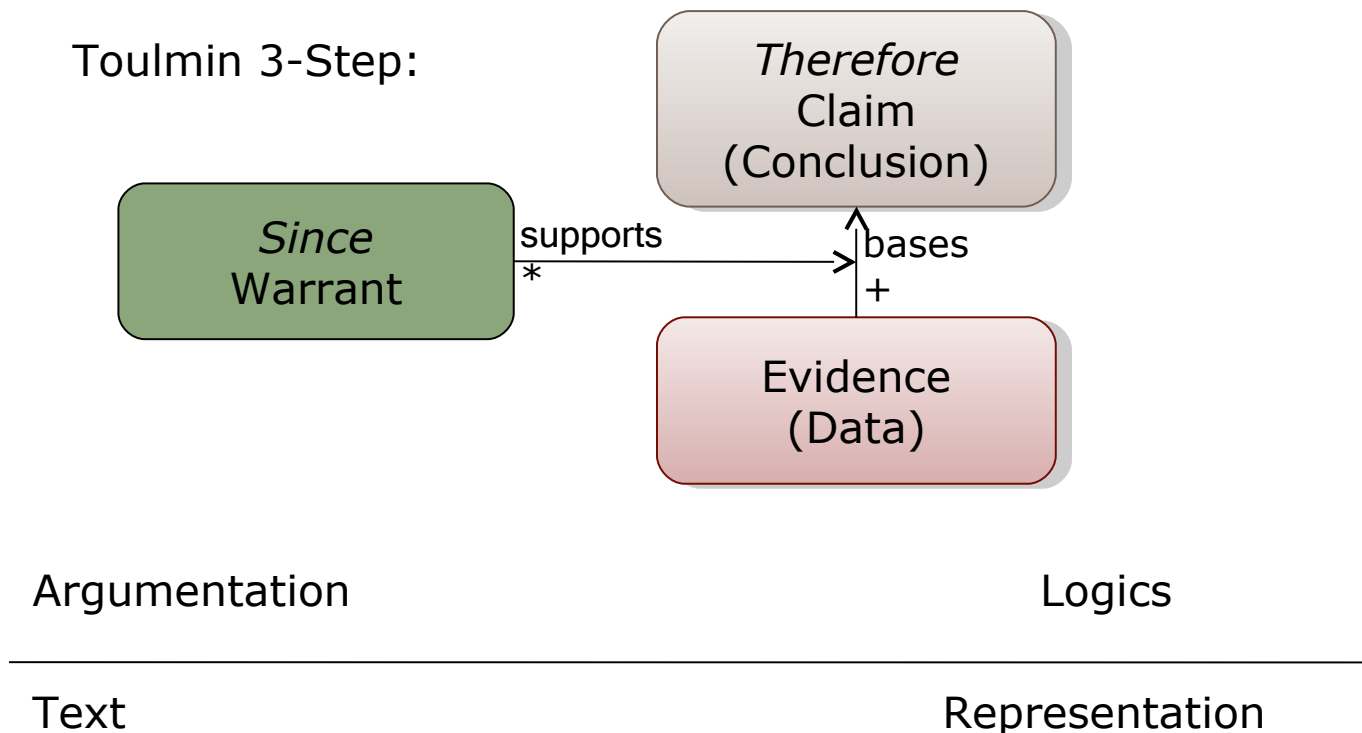 Toulmin 3-Step:
Therefore
Claim
(Conclusion)
Since
Warrant
supports
*
bases
+
Evidence
(Data)
Argumentation
Logics
Text
Representation